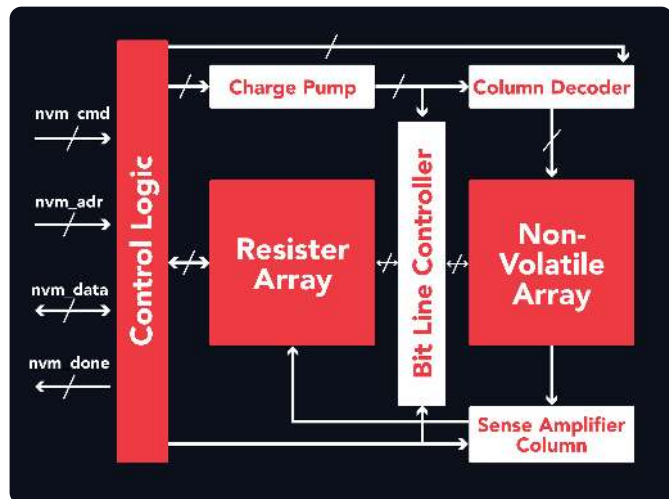 Charge Pump
Column Decoder
nvm_cmd
nvm_adr
nvm_data
nvm_done
Control Logic
Resister
Array
Bit Line Controller
Non-
Volatile
Array
Sense Amplifier
Column